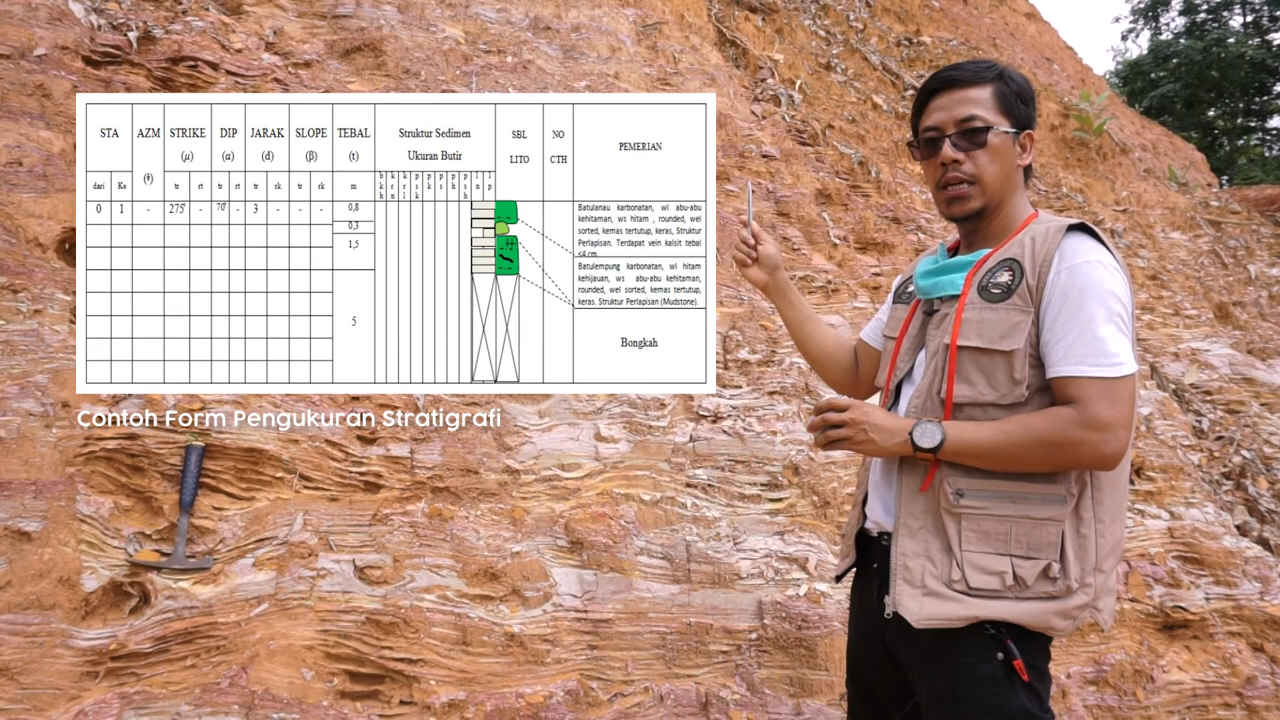 STA AZM STRIKE DIP JARAK SLOPE TEBAL Struktur Sedimen SBL NO PEMERIAN
(μ) (α) (d) (β) (t) Ukuran Butir LITO CTH
dari Ke tr rt tr rt tr rk tr rk m
0 1 - 275° - 70° - 3 - - - 0,8
0,3
1,5
5
Batulanau karbonatan, wl abu-abu
kehitaman, ws hitam , rounded, wel
sorted, kemas tertutup, keras, Struktur
Perlapisan. Terdapat vein kalsit tebal
<4 cm
Batulempung karbonatan, wl hitam
kehijauan, ws abu-abu kehitaman,
rounded, wel sorted, kemas tertutup,
keras. Struktur Perlapisan (Mudstone).
Bongkah
Contoh Form Pengukuran Stratigrafi